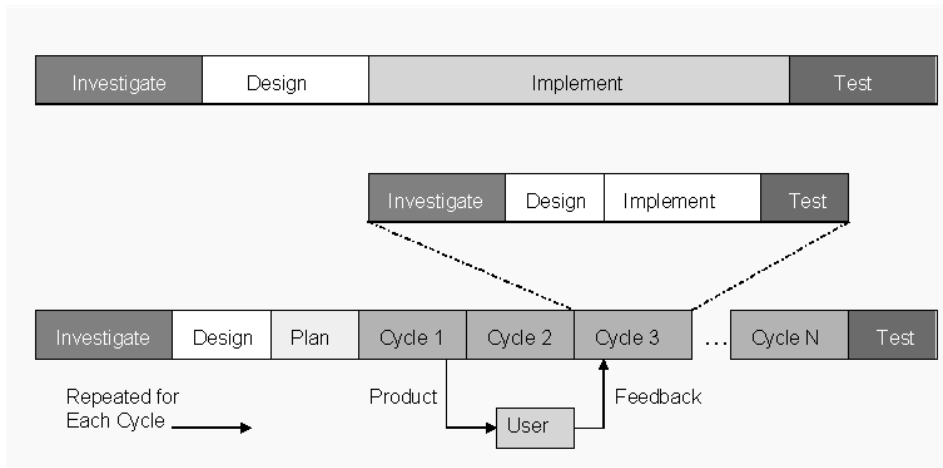 Investigate Design Implement Test
Investigate Design Implement Test
Investigate Design Plan Cycle 1 Cycle 2 Cycle 3 ... Cycle N Test
Repeated for
Each Cycle
Product
User
Feedback